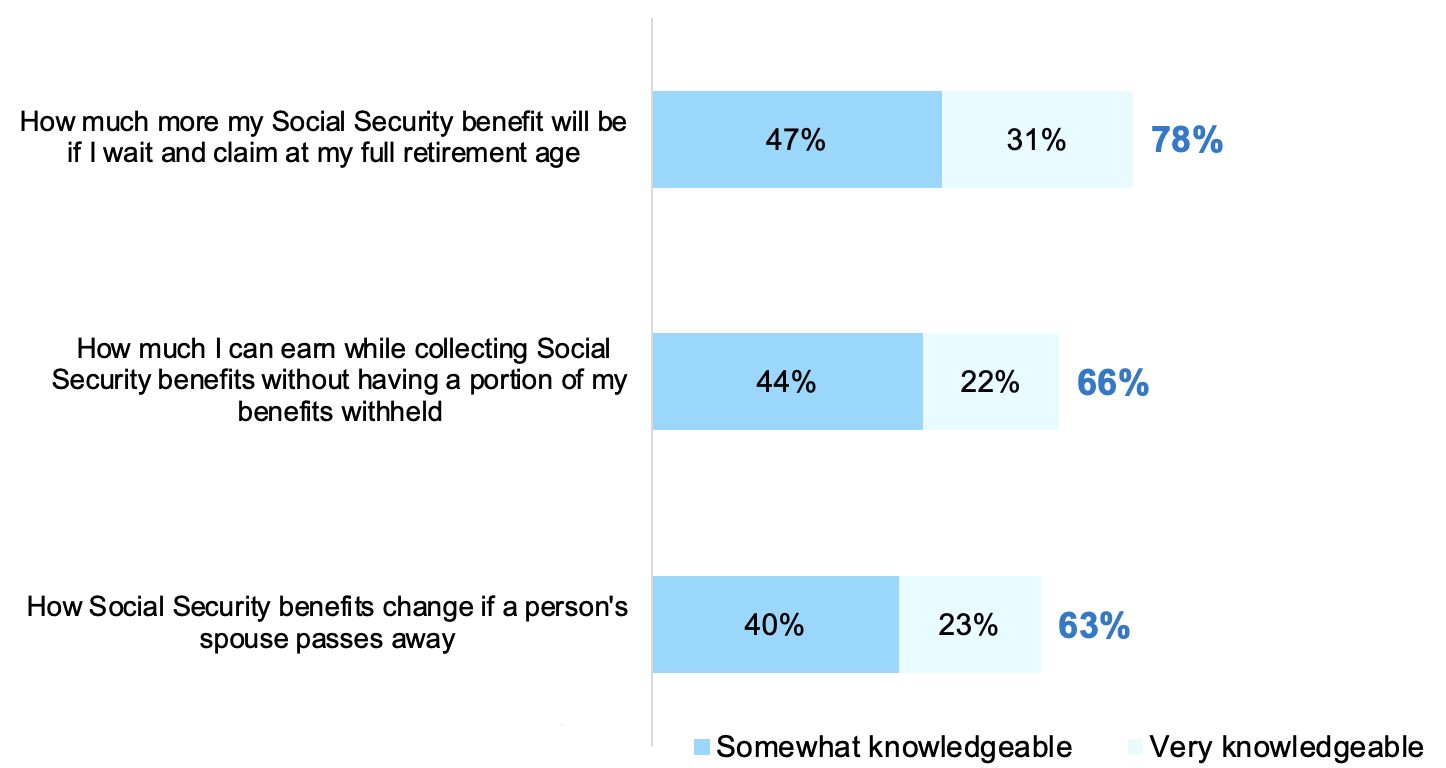 How much more my Social Security benefit will be
if I wait and claim at my full retirement age
47%
31%
78%
How much I can earn while collecting Social
Security benefits without having a portion of my
benefits withheld
44%
22%
66%
How Social Security benefits change if a person's
spouse passes away
40%
23%
63%
Somewhat knowledgeable
Very knowledgeable